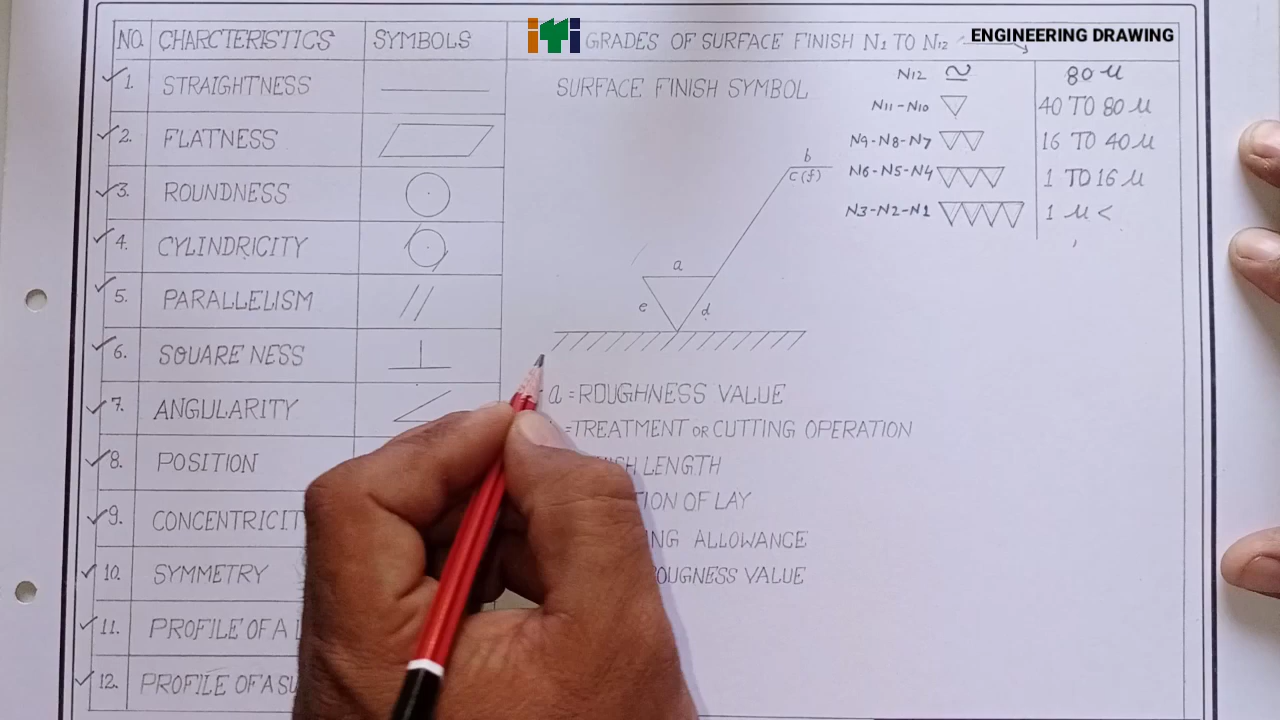 iTi
ENGINEERING DRAWING
NO. CHARCTERISTICS SYMBOLS
1. STRAIGHTNESS
2. FLATNESS
3. ROUNDNESS
4. CYLINDRICITY
5. PARALLELISM
6. SQUARE NESS
7. ANGULARITY
8. POSITION
9. CONCENTRICIT
10. SYMMETRY
11. PROFILE OF A
12. PROFILE OF A
GRADES OF SURFACE FINISH N1 TO N12
SURFACE FINISH SYMBOL
N12 80 μ
N11-N10 40 TO 80 μ
N9-N8-N7 16 TO 40 μ
N6-N5-N4 1 TO 16 μ
N3-N2-N1 1 μ <
b
c(f)
a
e d
a = ROUGHNESS VALUE
= TREATMENT OR CUTTING OPERATION
LENGTH
OF LAY
ALLOWANCE
ROUGNESS VALUE